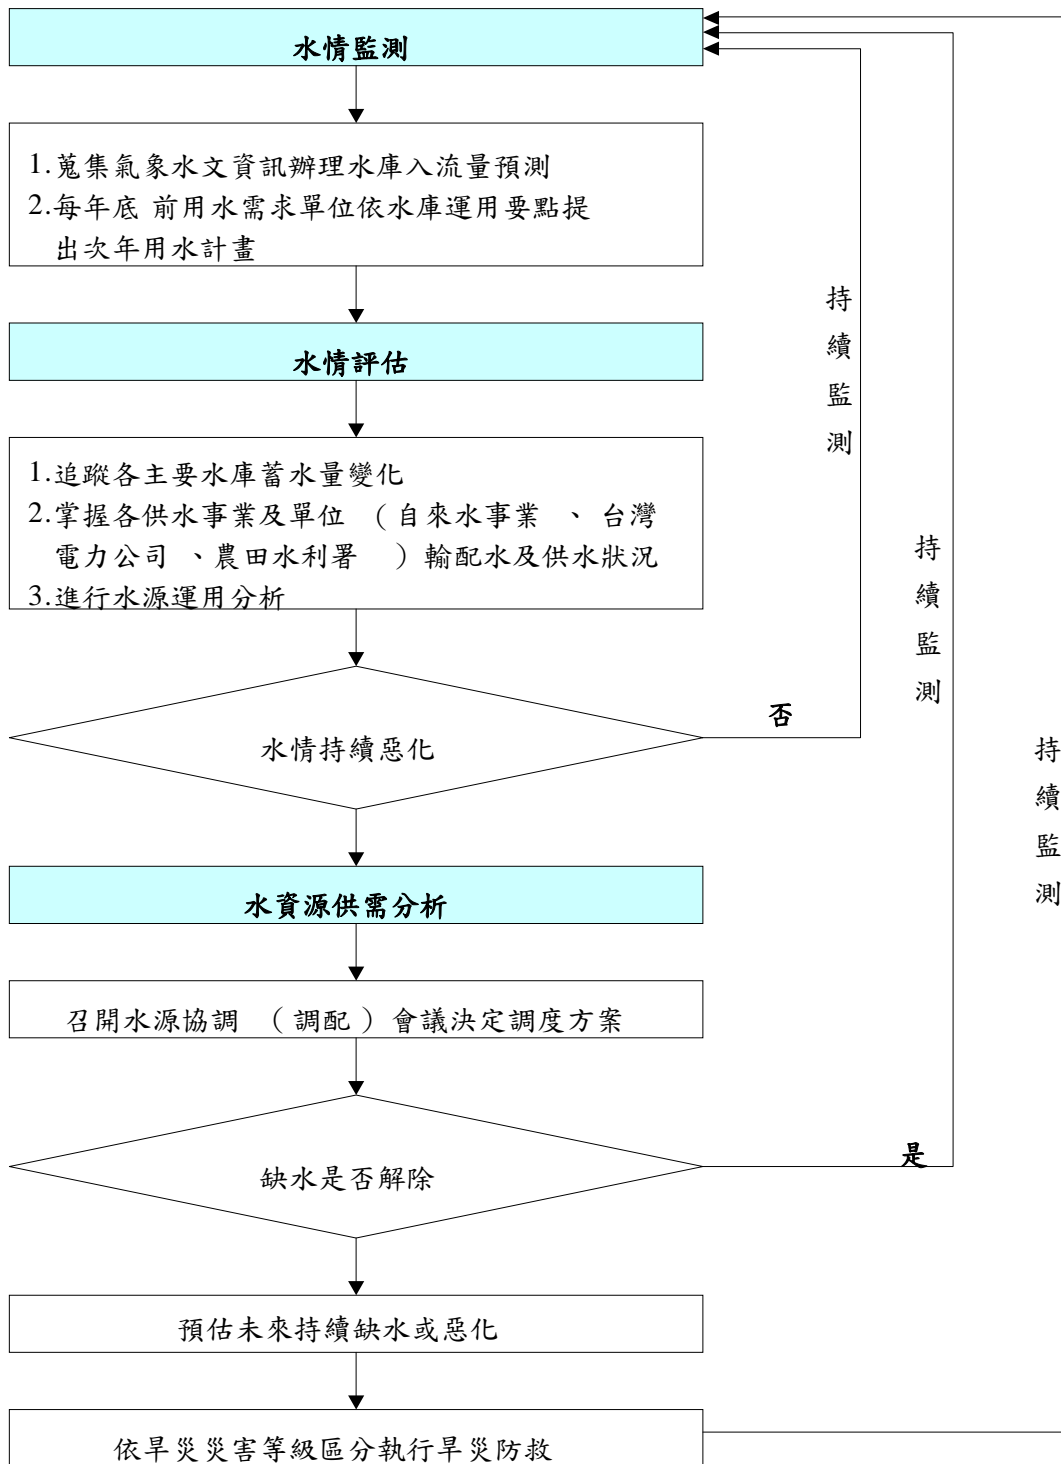 水情監測
1.蒐集氣象水文資訊辦理水庫入流量預測
2.每年底 前用水需求單位依水庫運用要點提
出次年用水計畫
水情評估
1.追蹤各主要水庫蓄水量變化
2.掌握各供水事業及單位 (自來水事業 、 台灣
電力公司 、農田水利署 ) 輸配水及供水狀況
3.進行水源運用分析
水情持續惡化
否
持續監測
水資源供需分析
召開水源協調 (調配) 會議決定調度方案
缺水是否解除
是
持續監測
預估未來持續缺水或惡化
依旱災災害等級區分執行旱災防救
持續監測